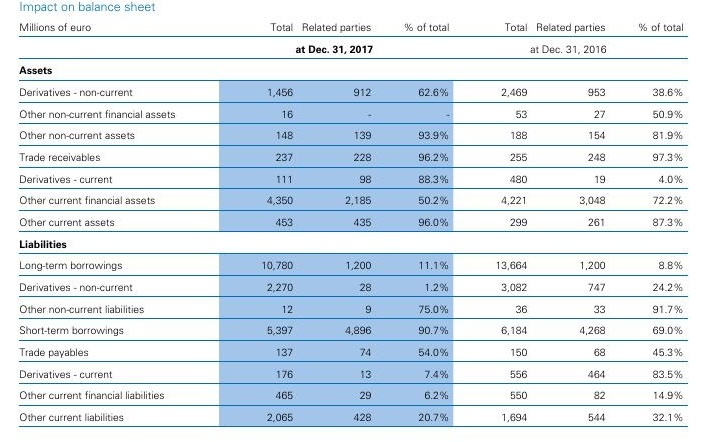 Impact on balance sheet
Millions of euro Total Related parties % of total Total Related parties % of total
at Dec. 31, 2017 at Dec. 31, 2016
Assets
Derivatives - non-current 1,456 912 62.6% 2,469 953 38.6%
Other non-current financial assets 16 - - 53 27 50.9%
Other non-current assets 148 139 93.9% 188 154 81.9%
Trade receivables 237 228 96.2% 255 248 97.3%
Derivatives - current 111 98 88.3% 480 19 4.0%
Other current financial assets 4,350 2,185 50.2% 4,221 3,048 72.2%
Other current assets 453 435 96.0% 299 261 87.3%
Liabilities
Long-term borrowings 10,780 1,200 11.1% 13,664 1,200 8.8%
Derivatives - non-current 2,270 28 1.2% 3,082 747 24.2%
Other non-current liabilities 12 9 75.0% 36 33 91.7%
Short-term borrowings 5,397 4,896 90.7% 6,184 4,268 69.0%
Trade payables 137 74 54.0% 150 68 45.3%
Derivatives - current 176 13 7.4% 556 464 83.5%
Other current financial liabilities 465 29 6.2% 550 82 14.9%
Other current liabilities 2,065 428 20.7% 1,694 544 32.1%